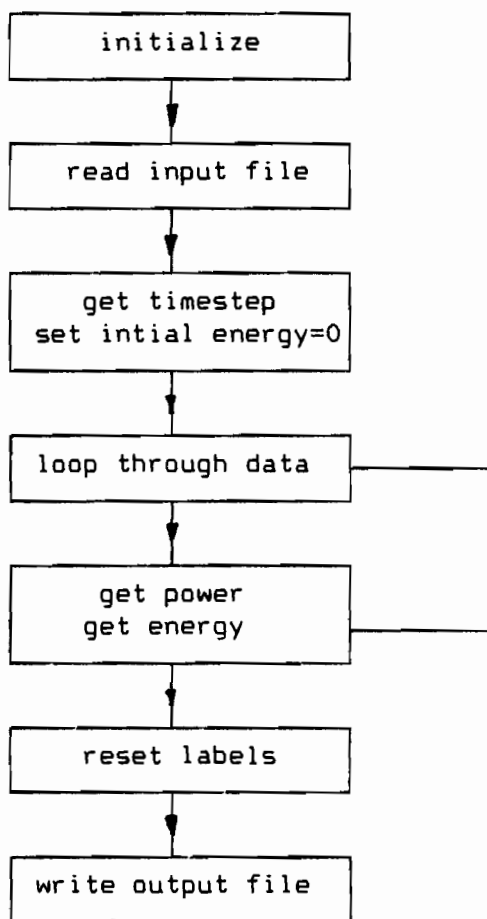 initialize
read input file
get timestep
set intial energy=0
loop through data
get power
get energy
reset labels
write output file